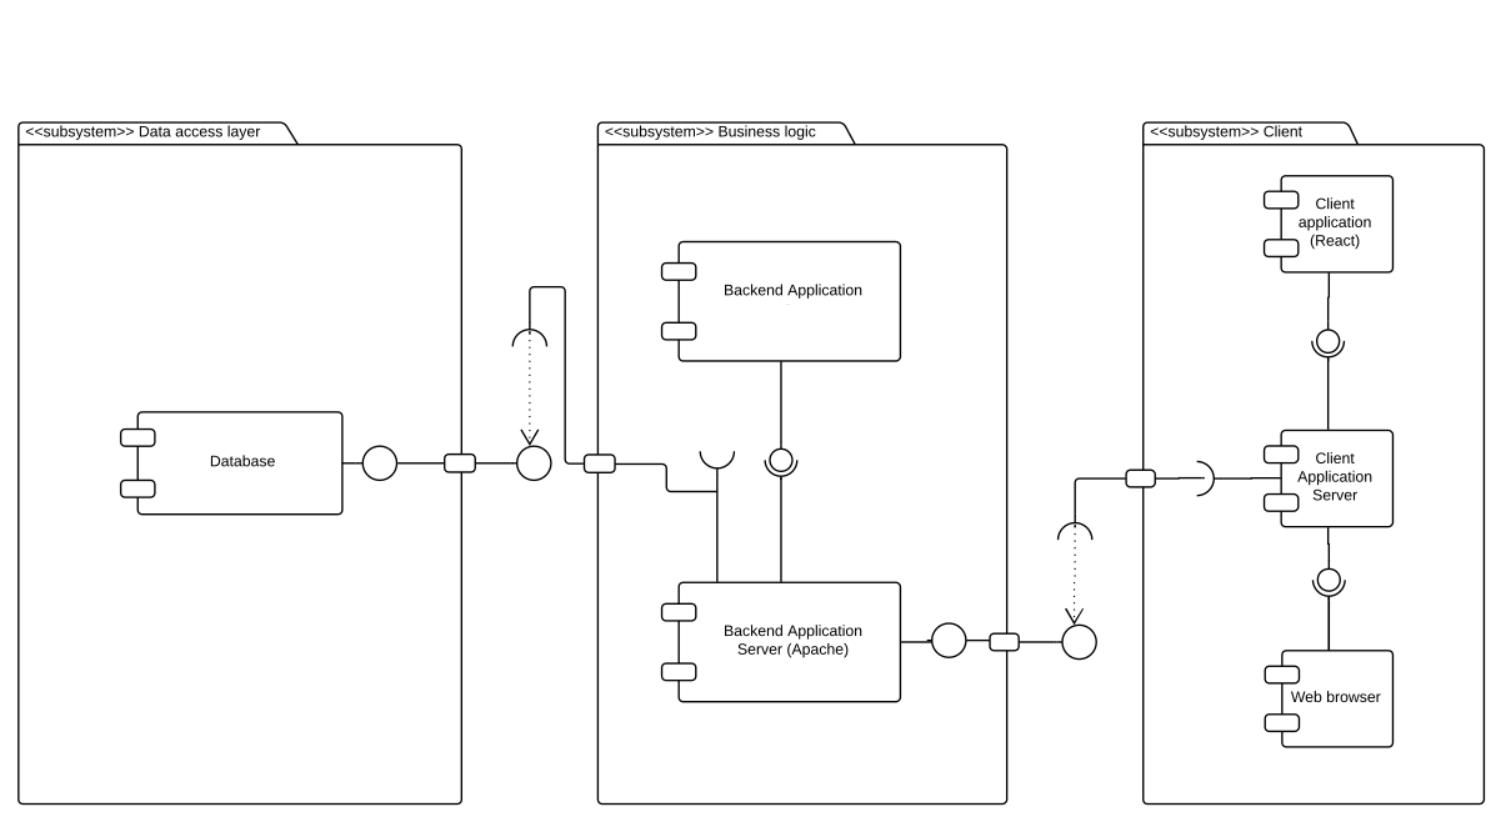 <<subsystem>> Data access layer
<<subsystem>> Business logic
<<subsystem>> Client
Client
application
(React)
Backend Application
Database
Client
Application
Server
Backend Application
Server (Apache)
Web browser